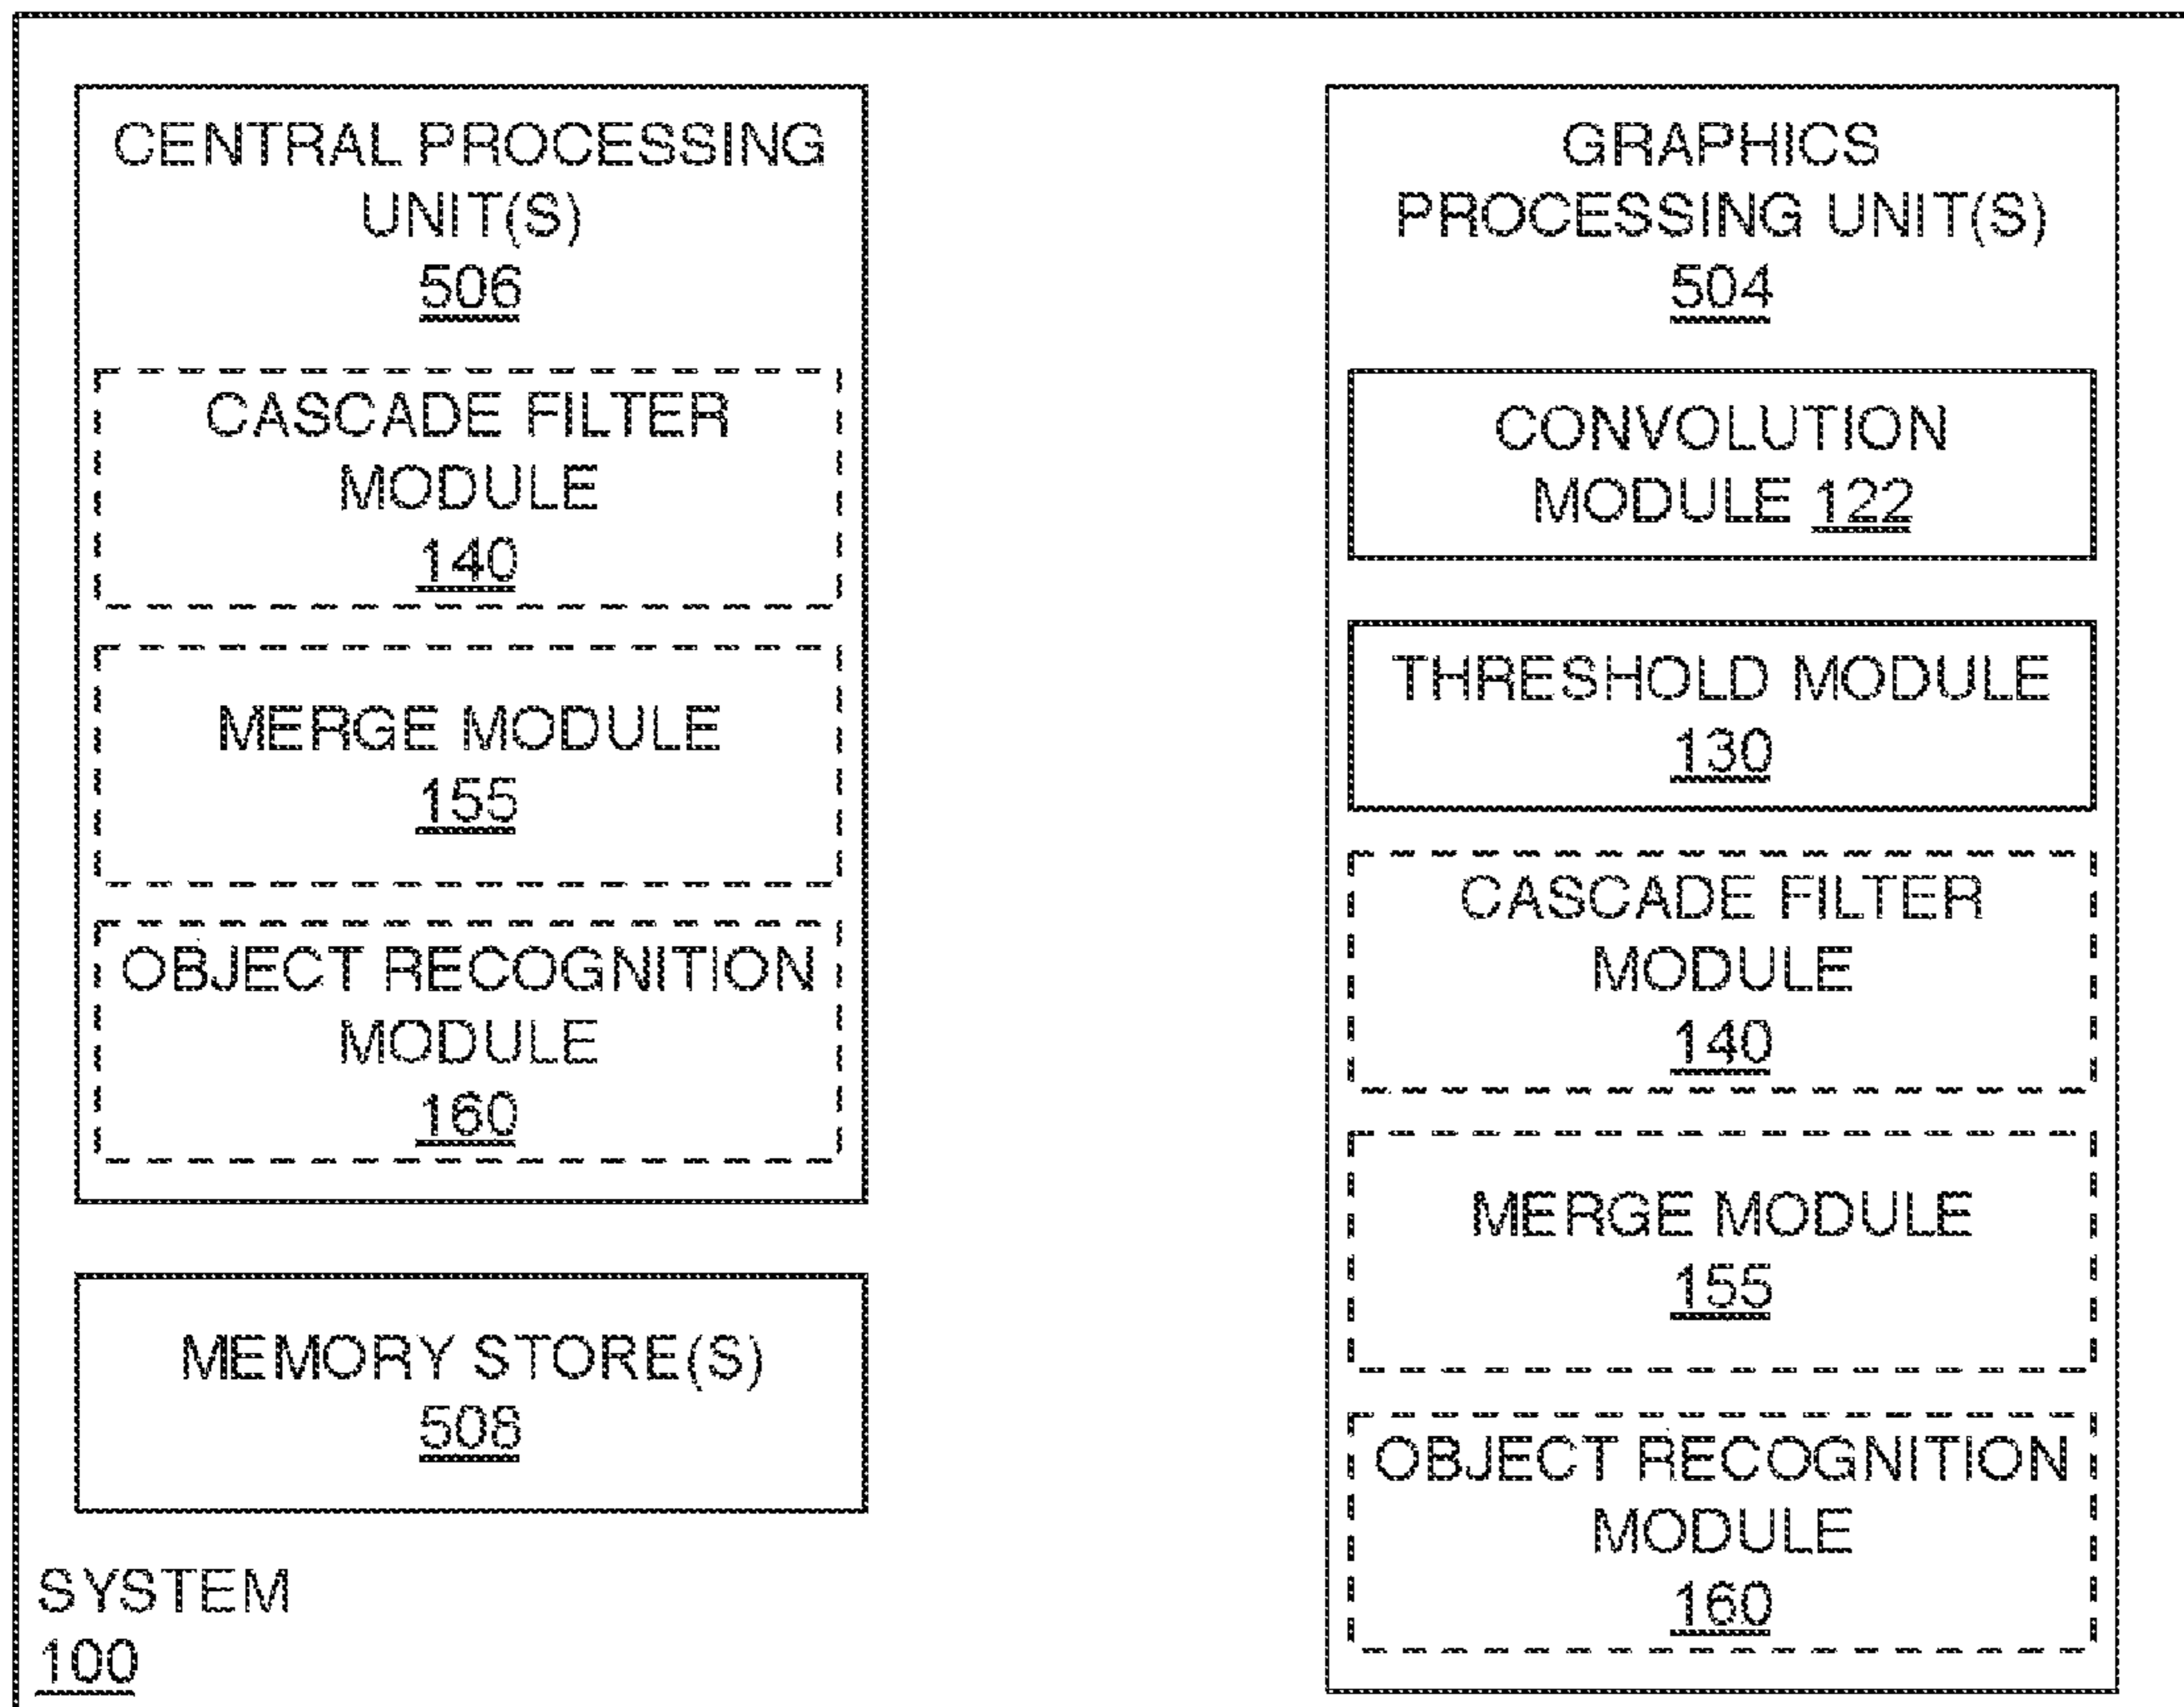 CENTRAL PROCESSING
UNIT(S)
506
CASCADE FILTER
MODULE
140
MERGE MODULE
155
OBJECT RECOGNITION
MODULE
160
MEMORY STORE(S)
508
SYSTEM
100
GRAPHICS
PROCESSING UNIT(S)
504
CONVOLUTION
MODULE 122
THRESHOLD MODULE
130
CASCADE FILTER
MODULE
140
MERGE MODULE
155
OBJECT RECOGNITION
MODULE
160